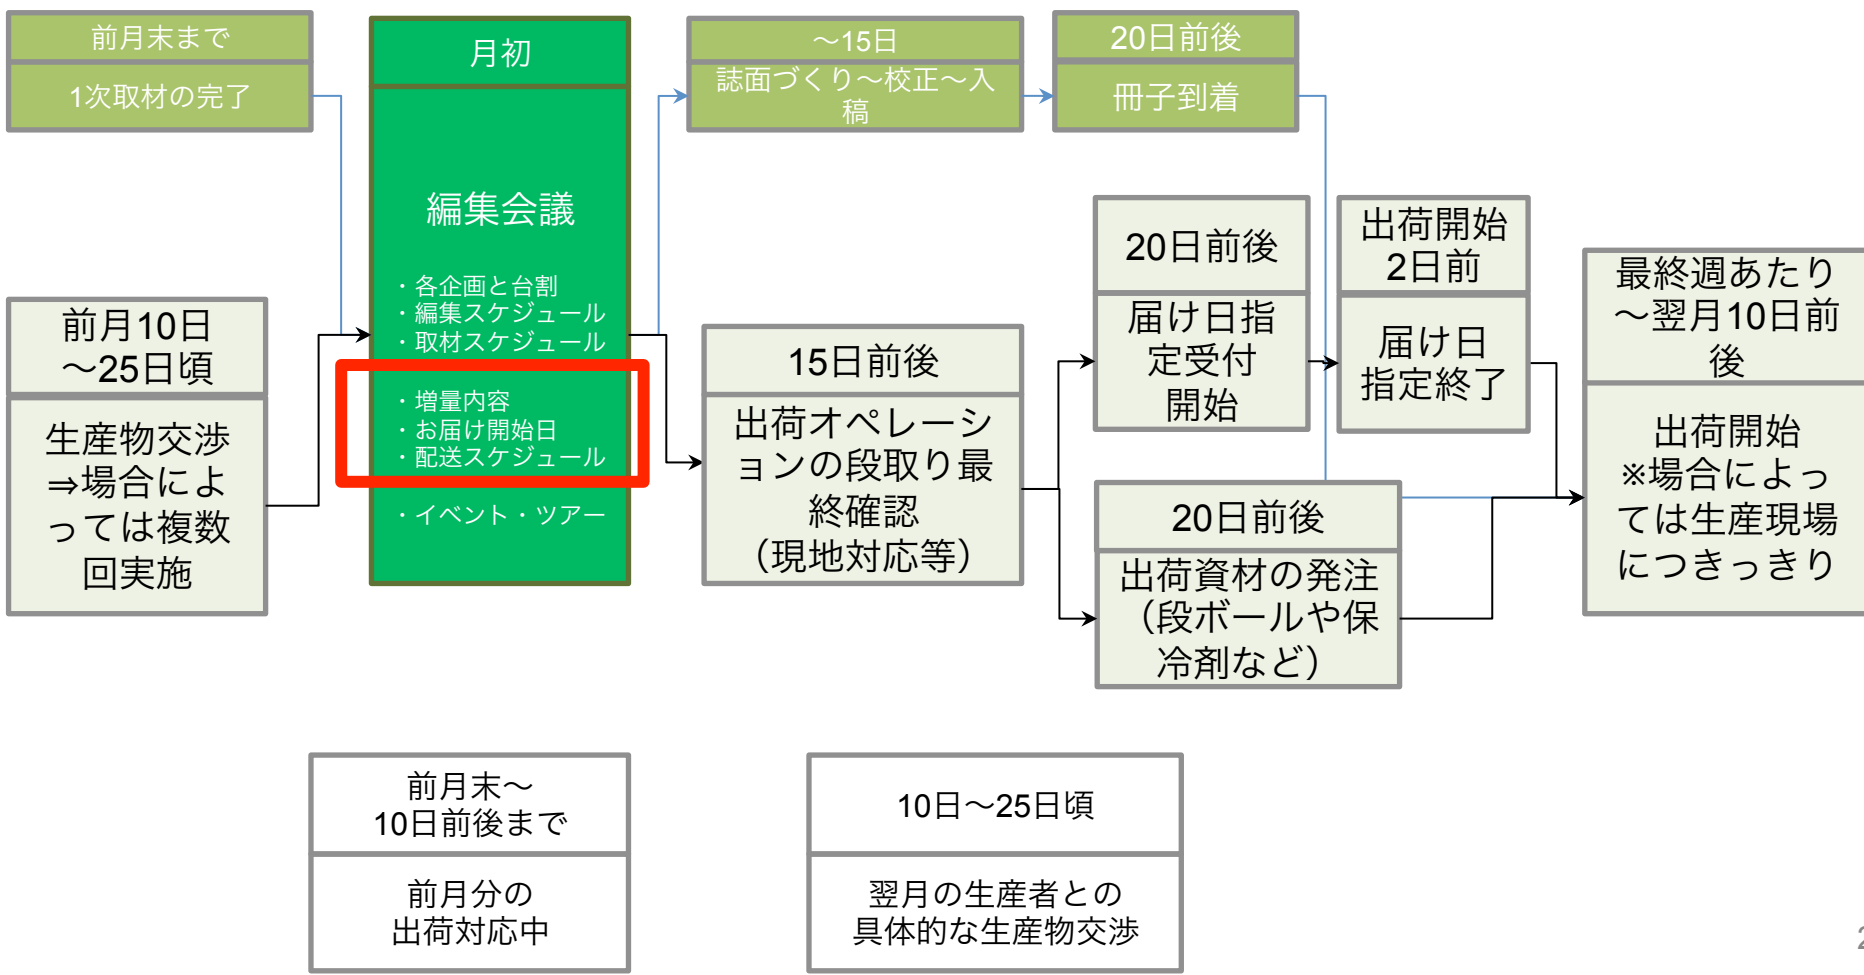 前月末まで
1次取材の完了
月初
編集会議
・各企画と台割
・編集スケジュール
・取材スケジュール
・増量内容
・お届け開始日
・配送スケジュール
・イベント・ツアー
～15日
誌面づくり～校正～入
稿
20日前後
冊子到着
前月10日
～25日頃
生産物交渉
⇒場合によ
っては複数
回実施
15日前後
出荷オペレーシ
ョンの段取り最
終確認
（現地対応等）
20日前後
届け日指
定受付
開始
出荷開始
2日前
届け日
指定終了
20日前後
出荷資材の発注
（段ボールや保
冷剤など）
最終週あたり
～翌月10日前
後
出荷開始
※場合によっ
ては生産現場
につきっきり
前月末～
10日前後まで
前月分の
出荷対応中
10日～25日頃
翌月の生産者との
具体的な生産物交渉